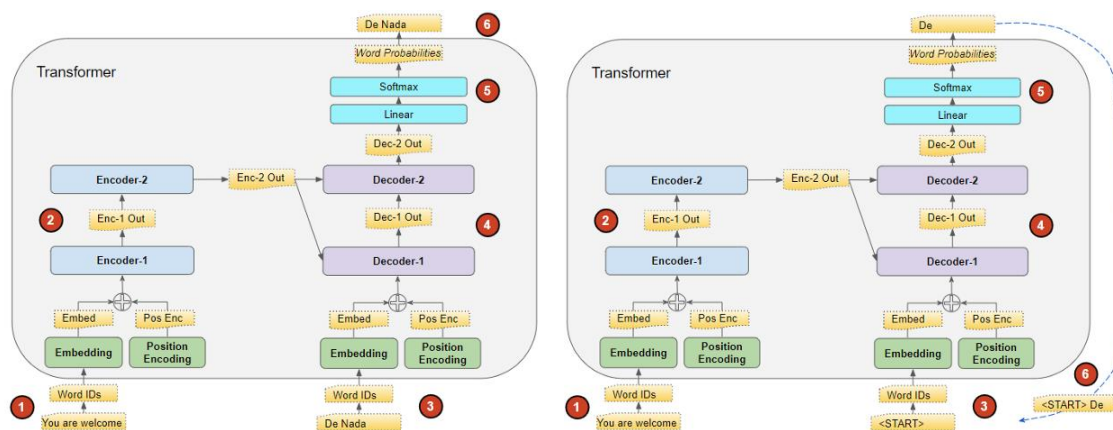 De Nada
6
Word Probabilities
Transformer
Softmax
5
Linear
Dec-2 Out
Encoder-2
Enc-2 Out
Decoder-2
2
Enc-1 Out
Dec-1 Out
4
Encoder-1
Decoder-1
Embed
Pos Enc
Embed
Pos Enc
Embedding
Position
Encoding
Embedding
Position
Encoding
1
Word IDs
Word IDs
3
You are welcome
De Nada
De
Word Probabilities
Transformer
Softmax
5
Linear
Dec-2 Out
Encoder-2
Enc-2 Out
Decoder-2
2
Enc-1 Out
Dec-1 Out
4
Encoder-1
Decoder-1
Embed
Pos Enc
Embed
Pos Enc
Embedding
Position
Encoding
Embedding
Position
Encoding
6
1
Word IDs
Word IDs
3
<START> De
You are welcome
<START>